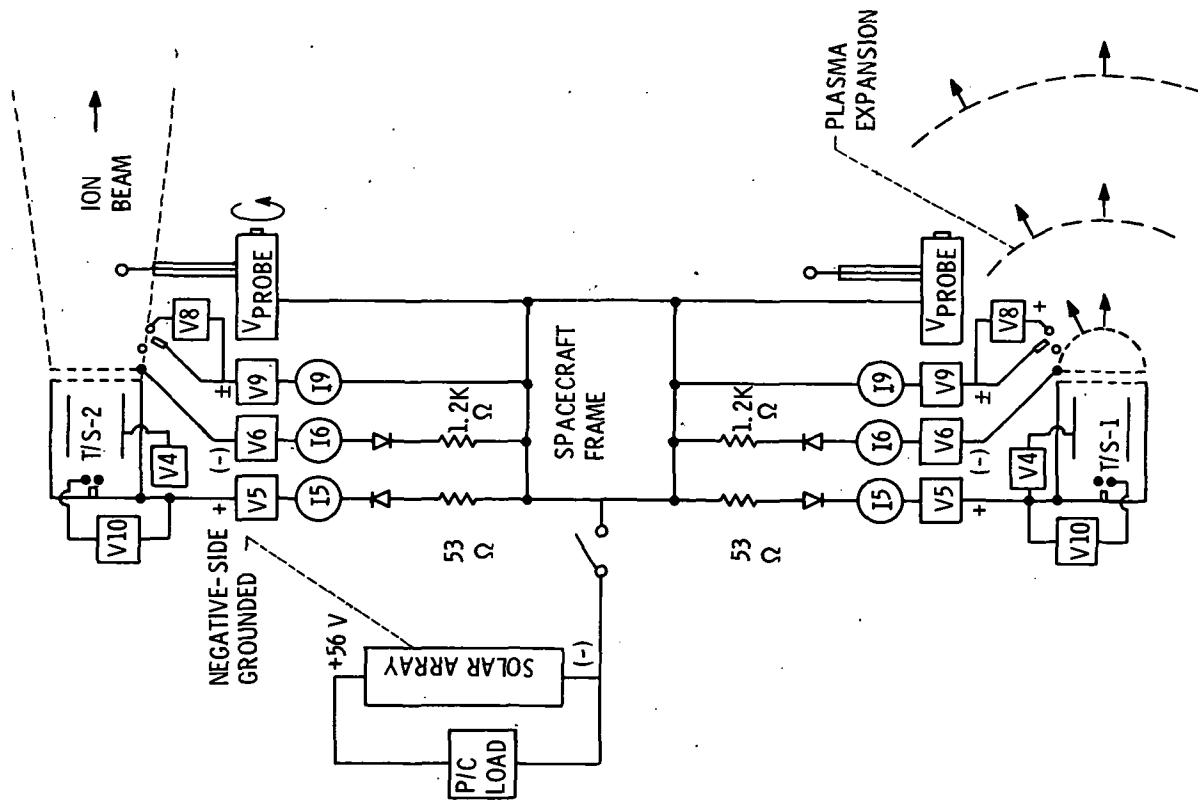 ION
BEAM
T/S-2
V10
V4
V8
±
(-)
+
V9
V6
V5
V PROBE
I9
I6
I5
1.2K
Ω
53
Ω
NEGATIVE-SIDE
GROUNDED
+56 V
SOLAR ARRAY
(-)
P/C
LOAD
SPACECRAFT
FRAME
53
Ω
1.2K
Ω
I5
I6
I9
V5
V6
V9
V PROBE
+
(-)
±
V8
+
V10
V4
T/S-1
PLASMA
EXPANSION